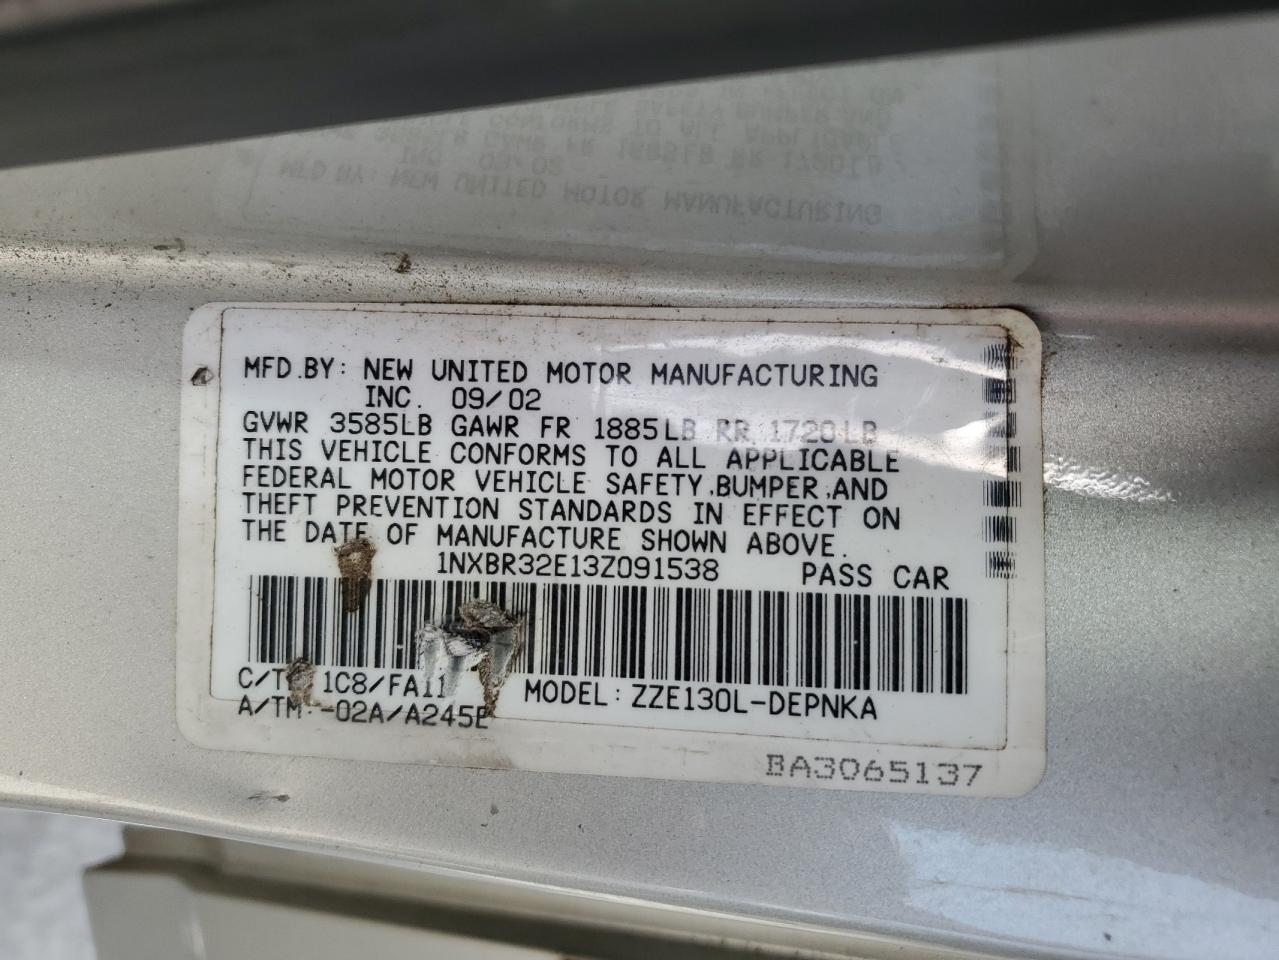 MFD.BY: NEW UNITED MOTOR MANUFACTURING
INC. 09/02
GVWR 3585LB GAWR FR 1885LB RR 1720LB
THIS VEHICLE CONFORMS TO ALL APPLICABLE
FEDERAL MOTOR VEHICLE SAFETY,BUMPER,AND
THEFT PREVENTION STANDARDS IN EFFECT ON
THE DATE OF MANUFACTURE SHOWN ABOVE.
1NXBR32E13Z091538 PASS CAR
1C8/FA11 MODEL: ZZE130L-DEPNKA
A/TM:-02A/A245E
BA3065137